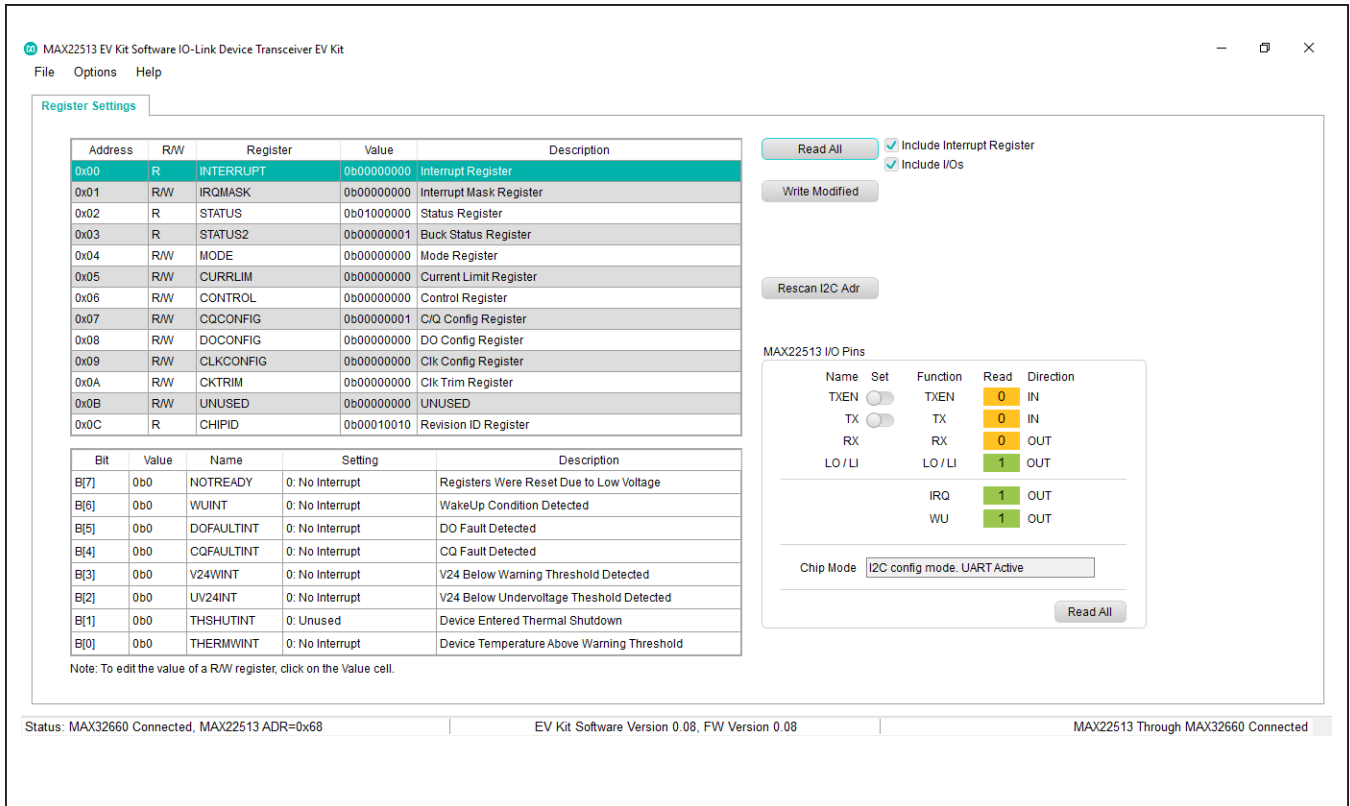 MAX22513 EV Kit Software IO-Link Device Transceiver EV Kit
File Options Help
Register Settings
Address R/W Register Value Description
0x00 R INTERRUPT 0b00000000 Interrupt Register
0x01 R/W IRQMASK 0b00000000 Interrupt Mask Register
0x02 R STATUS 0b01000000 Status Register
0x03 R STATUS2 0b00000001 Buck Status Register
0x04 R/W MODE 0b00000000 Mode Register
0x05 R/W CURRLIM 0b00000000 Current Limit Register
0x06 R/W CONTROL 0b00000000 Control Register
0x07 R/W CQCONFIG 0b00000001 C/Q Config Register
0x08 R/W DOCONFIG 0b00000000 DO Config Register
0x09 R/W CLKCONFIG 0b00000000 Clk Config Register
0x0A R/W CKTRIM 0b00000000 Clk Trim Register
0x0B R/W UNUSED 0b00000000 UNUSED
0x0C R CHIPID 0b00010010 Revision ID Register
Bit Value Name Setting Description
B[7] 0b0 NOTREADY 0: No Interrupt Registers Were Reset Due to Low Voltage
B[6] 0b0 WUINT 0: No Interrupt WakeUp Condition Detected
B[5] 0b0 DOFAULTINT 0: No Interrupt DO Fault Detected
B[4] 0b0 CQFAULTINT 0: No Interrupt CQ Fault Detected
B[3] 0b0 V24WINT 0: No Interrupt V24 Below Warning Threshold Detected
B[2] 0b0 UV24INT 0: No Interrupt V24 Below Undervoltage Theshold Detected
B[1] 0b0 THSHUTINT 0: Unused Device Entered Thermal Shutdown
B[0] 0b0 THERMWINT 0: No Interrupt Device Temperature Above Warning Threshold
Note: To edit the value of a R/W register, click on the Value cell.
Read All Include Interrupt Register
Include I/Os
Write Modified
Rescan I2C Adr
MAX22513 I/O Pins
Name Set Function Read Direction
TXEN TXEN 0 IN
TX TX 0 IN
RX RX 0 OUT
LO / LI LO / LI 1 OUT
IRQ 1 OUT
WU 1 OUT
Chip Mode I2C config mode. UART Active
Read All
Status: MAX32660 Connected, MAX22513 ADR=0x68 EV Kit Software Version 0.08, FW Version 0.08 MAX22513 Through MAX32660 Connected